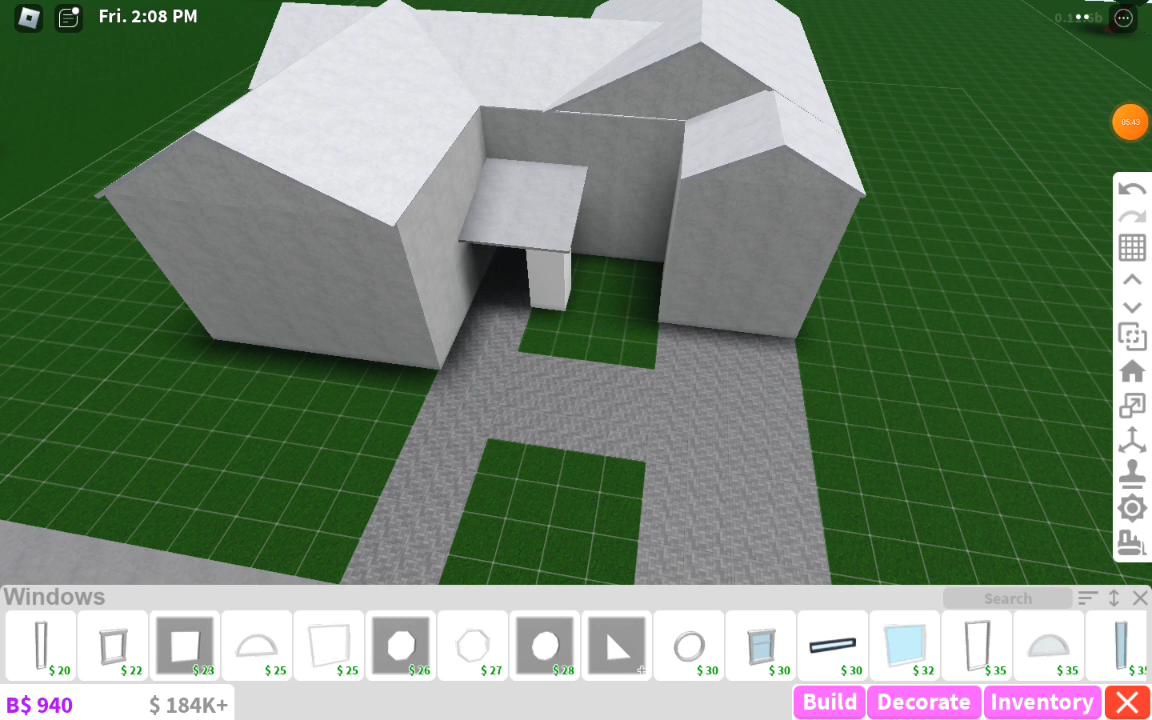 Fri. 2:08 PM
05:43
Windows
Search
$ 20
$ 22
$ 23
$ 25
$ 25
$ 26
$ 27
$ 28
$ 30
$ 30
$ 30
$ 32
$ 35
$ 35
B$ 940
$ 184K+
Build
Decorate
Inventory